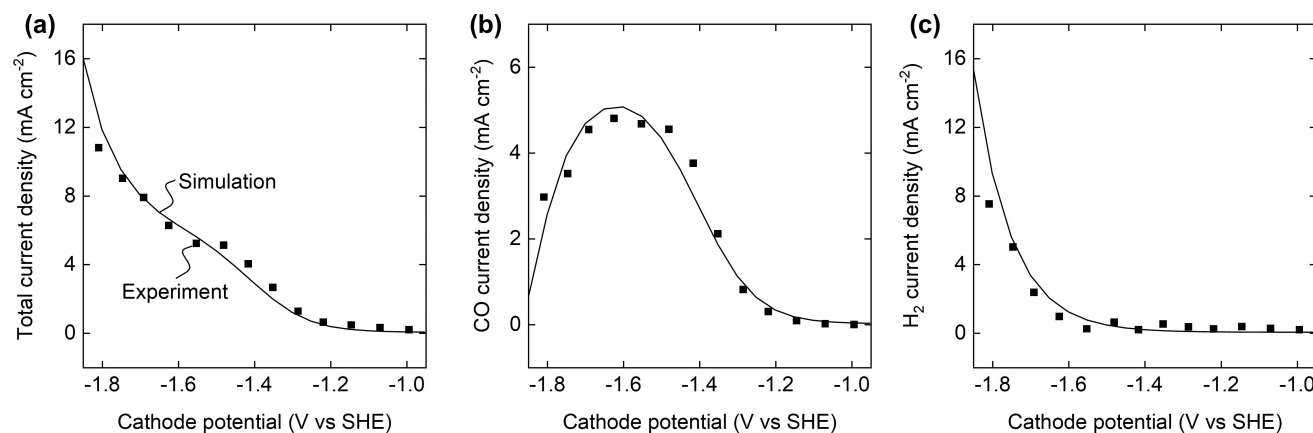 (a)
Total current density (mA cm⁻²)
16
12
8
4
0
Simulation
Experiment
-1.8 -1.6 -1.4 -1.2 -1.0
Cathode potential (V vs SHE)
(b)
CO current density (mA cm⁻²)
6
4
2
0
-1.8 -1.6 -1.4 -1.2 -1.0
Cathode potential (V vs SHE)
(c)
H₂ current density (mA cm⁻²)
16
12
8
4
0
-1.8 -1.6 -1.4 -1.2 -1.0
Cathode potential (V vs SHE)